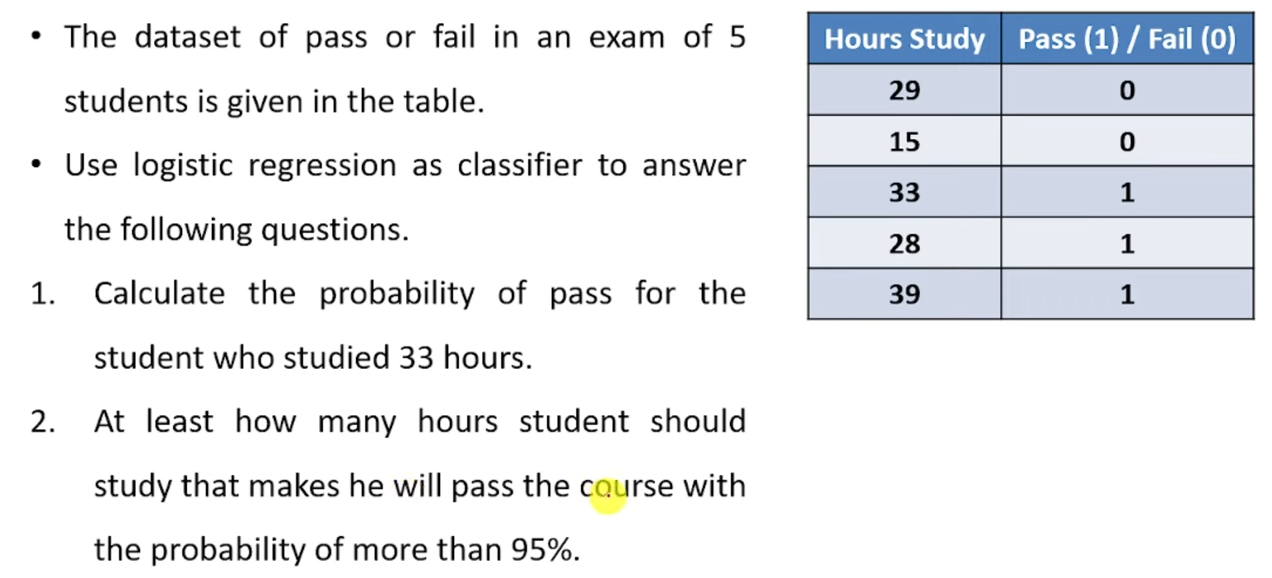 • The dataset of pass or fail in an exam of 5
students is given in the table.
• Use logistic regression as classifier to answer
the following questions.
1. Calculate the probability of pass for the
student who studied 33 hours.
2. At least how many hours student should
study that makes he will pass the course with
the probability of more than 95%.
Hours Study Pass (1) / Fail (0)
29 0
15 0
33 1
28 1
39 1